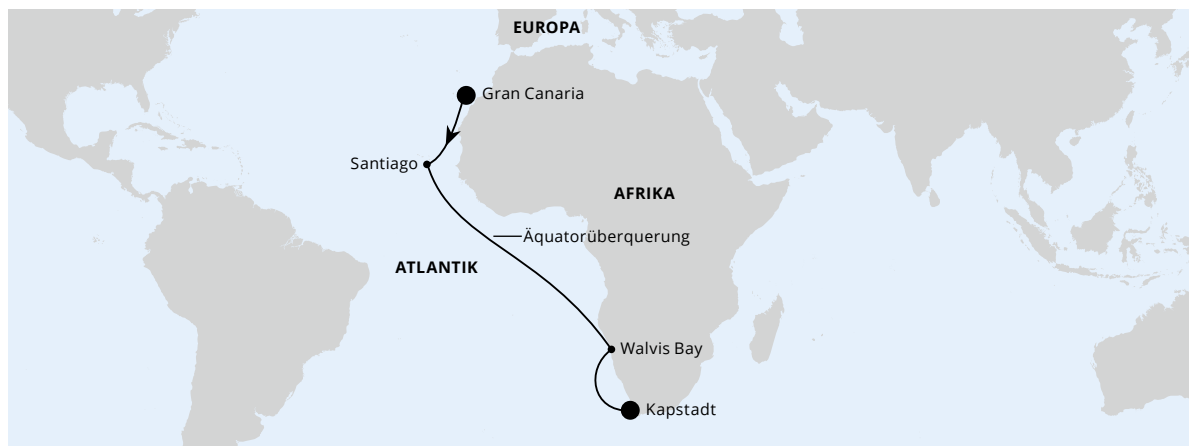 EUROPA
Gran Canaria
Santiago
AFRIKA
Äquatorüberquerung
ATLANTIK
Walvis Bay
Kapstadt